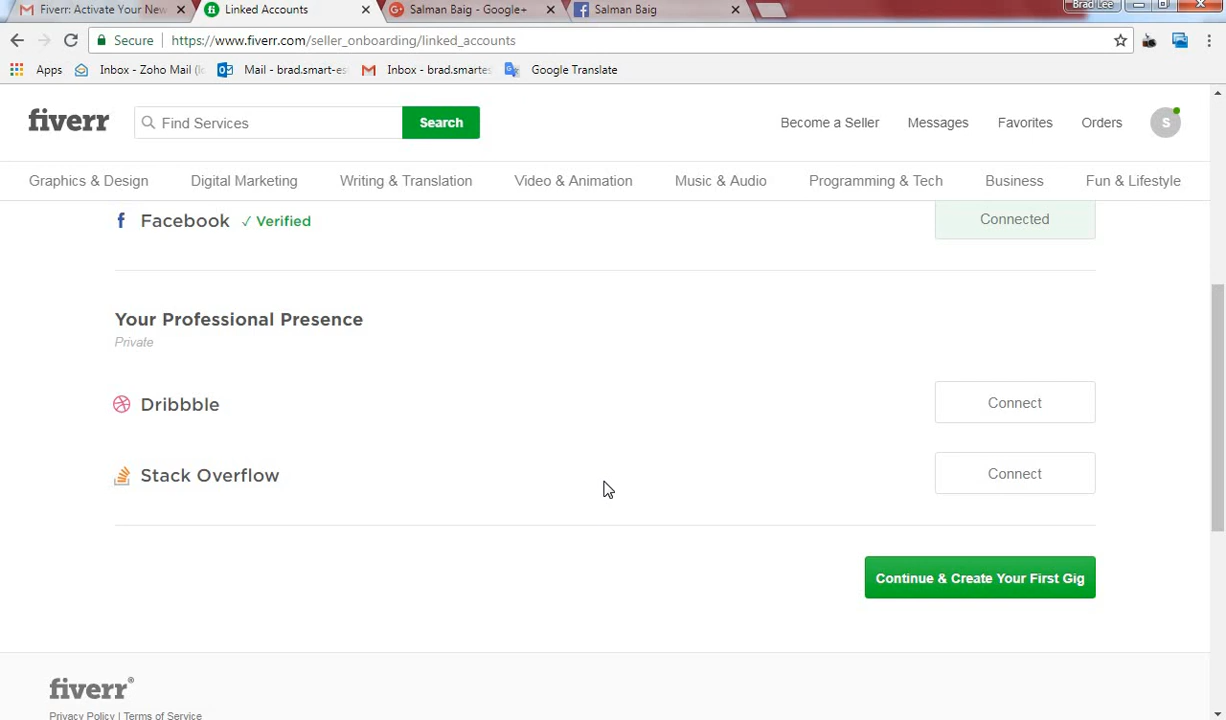 Fiverr: Activate Your New
Linked Accounts
Salman Baig - Google+
Salman Baig
Brad Lee
Secure
https://www.fiverr.com/seller_onboarding/linked_accounts
Apps
Inbox - Zoho Mail (i
Mail - brad.smart-es
Inbox - brad.smartes
Google Translate
fiverr
Find Services
Search
Become a Seller
Messages
Favorites
Orders
S
Graphics & Design
Digital Marketing
Writing & Translation
Video & Animation
Music & Audio
Programming & Tech
Business
Fun & Lifestyle
Facebook ✓ Verified
Connected
Your Professional Presence
Private
Dribbble
Connect
Stack Overflow
Connect
Continue & Create Your First Gig
fiverr®
Privacy Policy | Terms of Service